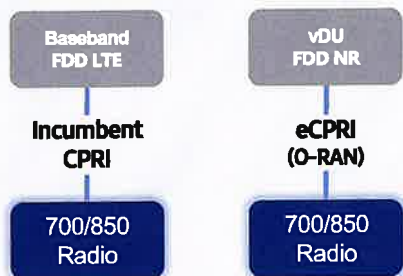 Baseband
FDD LTE
Incumbent
CPRI
700/850
Radio
vDU
FDD NR
eCPRI
(O-RAN)
700/850
Radio